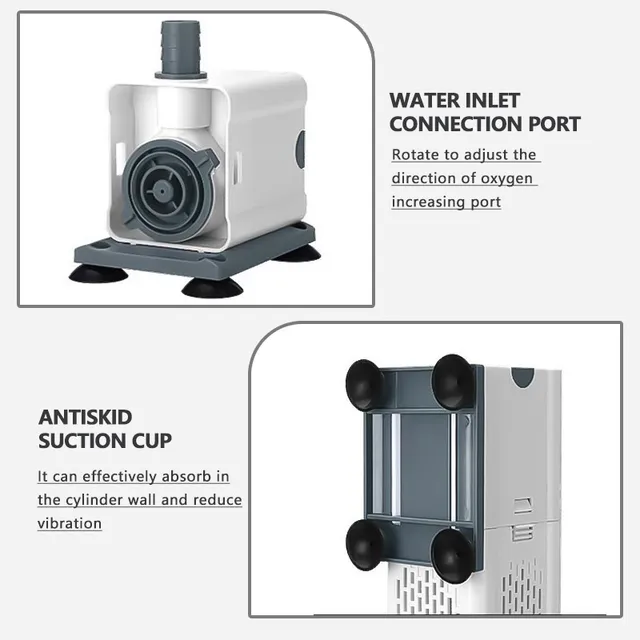 WATER INLET
CONNECTION PORT
Rotate to adjust the
direction of oxygen
increasing port
ANTISKID
SUCTION CUP
It can effectively absorb in
the cylinder wall and reduce
vibration